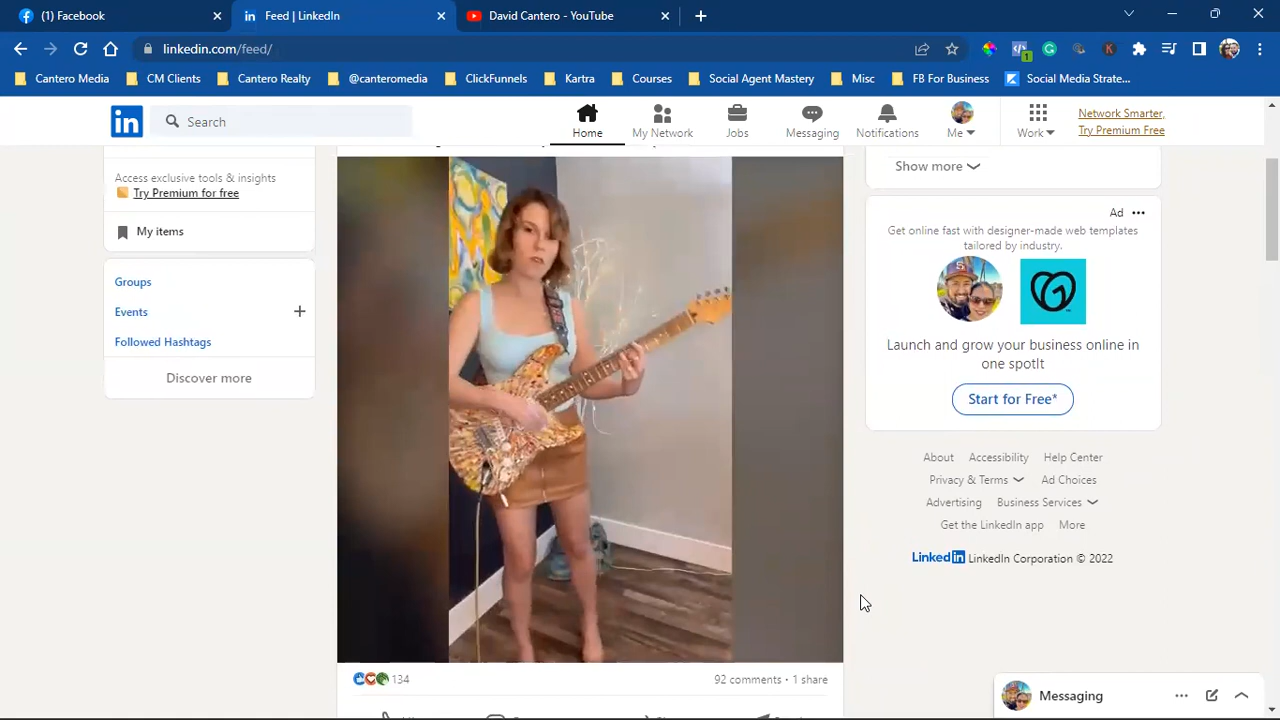 (1) Facebook
Feed | LinkedIn
David Cantero - YouTube
linkedin.com/feed/
1
Cantero Media
CM Clients
Cantero Realty
@canteromedia
ClickFunnels
Kartra
Courses
Social Agent Mastery
Misc
FB For Business
Social Media Strate...
in
Search
Home
My Network
Jobs
Messaging
Notifications
Me
Work
Network Smarter,
Try Premium Free
Access exclusive tools & insights
Try Premium for free
My items
Groups
Events
Followed Hashtags
Discover more
134
92 comments • 1 share
Show more
Ad
Get online fast with designer-made web templates
tailored by industry.
Launch and grow your business online in
one spotIt
Start for Free*
About
Accessibility
Help Center
Privacy & Terms
Ad Choices
Advertising
Business Services
Get the LinkedIn app
More
LinkedIn LinkedIn Corporation © 2022
Messaging